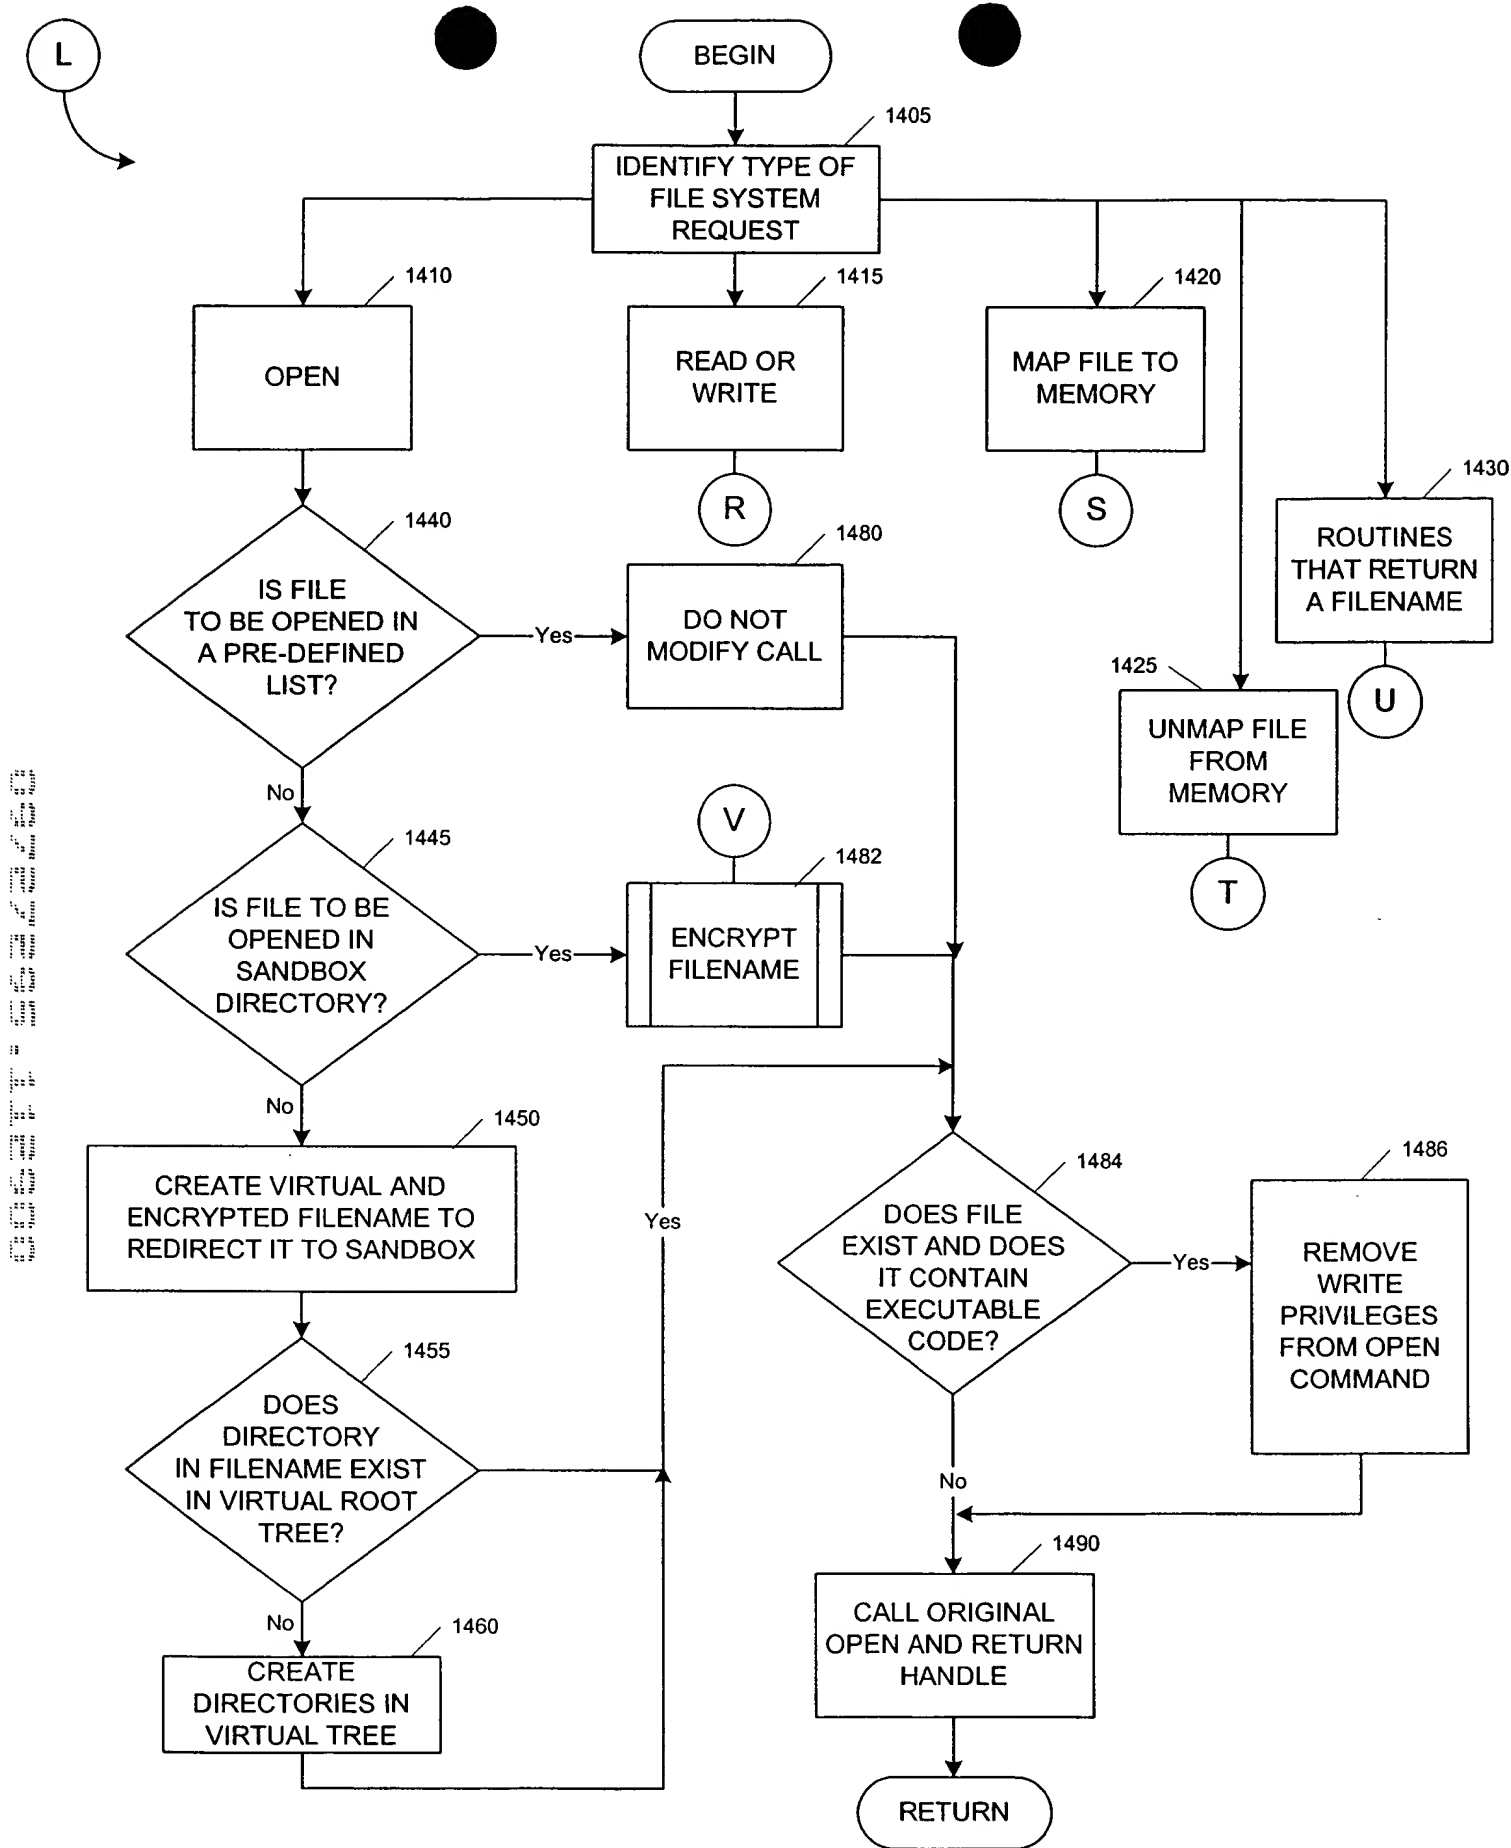 L
BEGIN
1405
IDENTIFY TYPE OF
FILE SYSTEM
REQUEST
1410
OPEN
1415
READ OR
WRITE
R
1420
MAP FILE TO
MEMORY
S
1430
ROUTINES
THAT RETURN
A FILENAME
U
1425
UNMAP FILE
FROM
MEMORY
T
1440
IS FILE
TO BE OPENED IN
A PRE-DEFINED
LIST?
Yes
1480
DO NOT
MODIFY CALL
No
1445
IS FILE TO BE
OPENED IN
SANDBOX
DIRECTORY?
Yes
V
1482
ENCRYPT
FILENAME
No
1450
CREATE VIRTUAL AND
ENCRYPTED FILENAME TO
REDIRECT IT TO SANDBOX
1455
DOES
DIRECTORY
IN FILENAME EXIST
IN VIRTUAL ROOT
TREE?
Yes
No
1460
CREATE
DIRECTORIES IN
VIRTUAL TREE
1484
DOES FILE
EXIST AND DOES
IT CONTAIN
EXECUTABLE
CODE?
Yes
1486
REMOVE
WRITE
PRIVILEGES
FROM OPEN
COMMAND
No
1490
CALL ORIGINAL
OPEN AND RETURN
HANDLE
RETURN